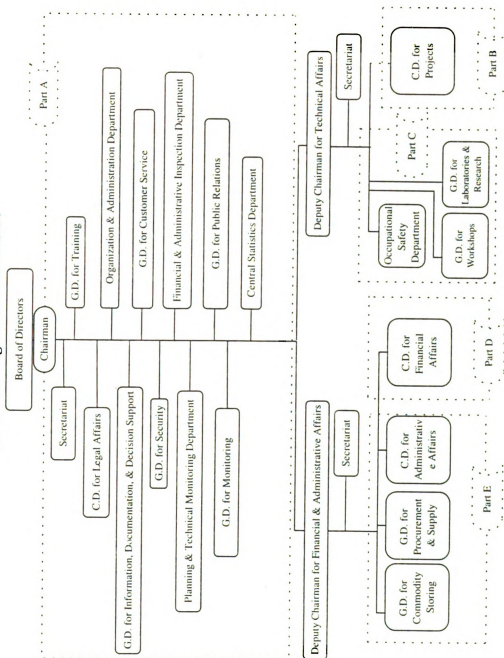 Board of Directors
Chairman
Part A
Secretariat
G.D. for Training
C.D. for Legal Affairs
Organization & Administration Department
G.D. for Information, Documentation, & Decision Support
G.D. for Customer Service
G.D. for Security
Financial & Administrative Inspection Department
Planning & Technical Monitoring Department
G.D. for Public Relations
G.D. for Monitoring
Central Statistics Department
Deputy Chairman for Financial & Administrative Affairs
Deputy Chairman for Technical Affairs
Secretariat
Secretariat
G.D. for
Commodity
Storing
G.D. for
Procurement
& Supply
C.D. for
Administrativ
e Affairs
C.D. for
Financial
Affairs
Occupational
Safety
Department
Part C
C.D. for
Projects
G.D. for
Workshops
G.D. for
Laboratories &
Research
Part E
Part D
Part B